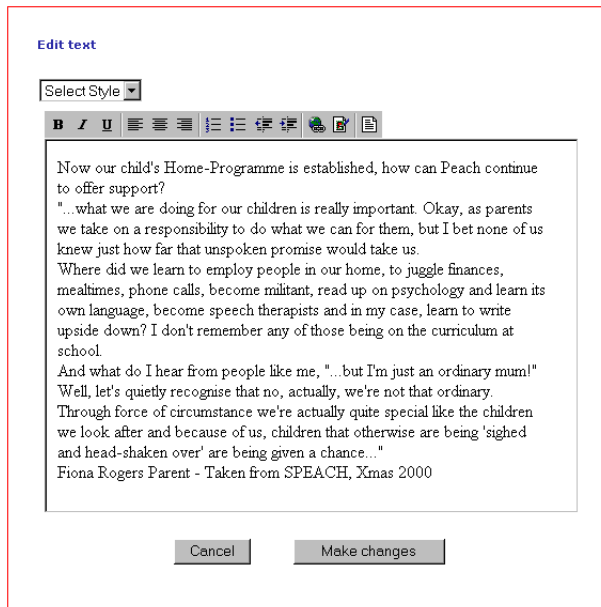 Edit text
Select Style
B I U
Now our child's Home-Programme is established, how can Peach continue
to offer support?
"...what we are doing for our children is really important. Okay, as parents
we take on a responsibility to do what we can for them, but I bet none of us
knew just how far that unspoken promise would take us.
Where did we learn to employ people in our home, to juggle finances,
mealtimes, phone calls, become militant, read up on psychology and learn its
own language, become speech therapists and in my case, learn to write
upside down? I don't remember any of those being on the curriculum at
school.
And what do I hear from people like me, "...but I'm just an ordinary mum!"
Well, let's quietly recognise that no, actually, we're not that ordinary.
Through force of circumstance we're actually quite special like the children
we look after and because of us, children that otherwise are being 'sighed
and head-shaken over' are being given a chance..."
Fiona Rogers Parent - Taken from SPEACH, Xmas 2000
Cancel Make changes